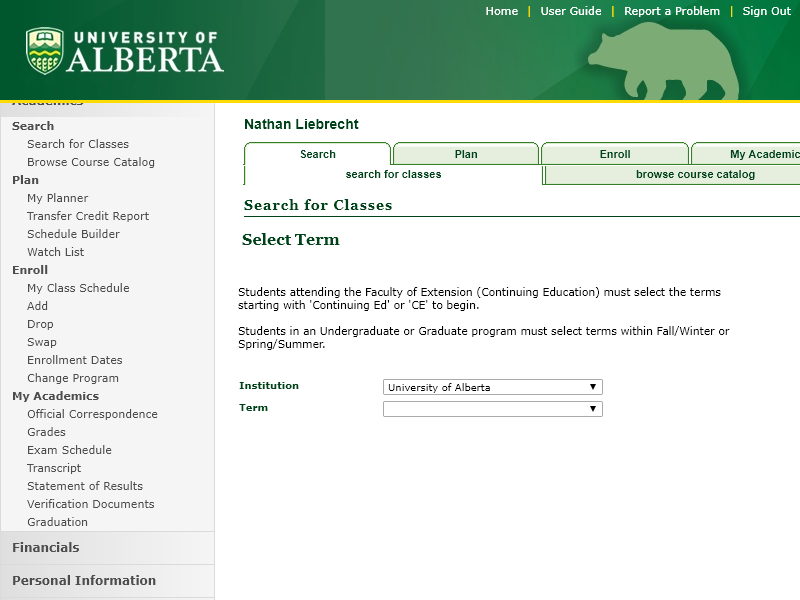 Home | User Guide | Report a Problem | Sign Out
UNIVERSITY OF
ALBERTA
Academics
Search
Search for Classes
Browse Course Catalog
Plan
My Planner
Transfer Credit Report
Schedule Builder
Watch List
Enroll
My Class Schedule
Add
Drop
Swap
Enrollment Dates
Change Program
My Academics
Official Correspondence
Grades
Exam Schedule
Transcript
Statement of Results
Verification Documents
Graduation
Financials
Personal Information
Nathan Liebrecht
Search Plan Enroll My Academic
search for classes browse course catalog
Search for Classes
Select Term
Students attending the Faculty of Extension (Continuing Education) must select the terms
starting with 'Continuing Ed' or 'CE' to begin.
Students in an Undergraduate or Graduate program must select terms within Fall/Winter or
Spring/Summer.
Institution University of Alberta
Term